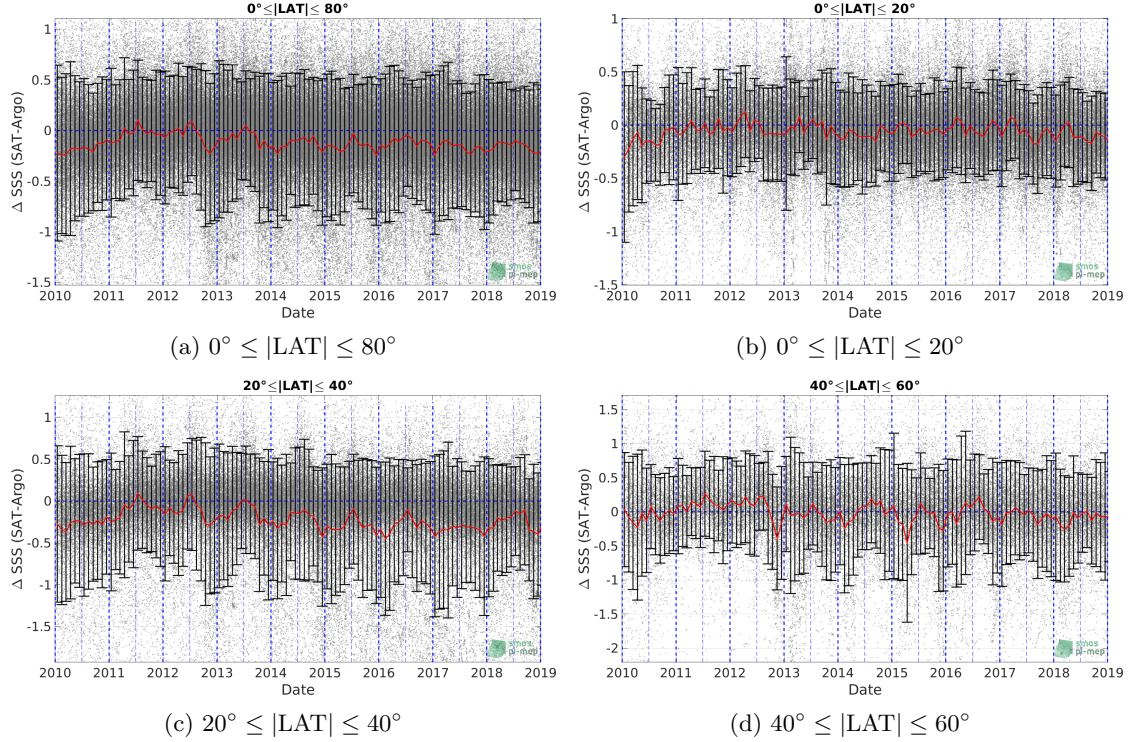 0°≤|LAT|≤ 80°
Δ SSS (SAT-Argo)
1
0.5
0
-0.5
-1
-1.5
2010 2011 2012 2013 2014 2015 2016 2017 2018 2019
Date
smos
pi-mep
(a) 0° ≤ |LAT| ≤ 80°
0°≤|LAT|≤ 20°
Δ SSS (SAT-Argo)
1
0.5
0
-0.5
-1
-1.5
2010 2011 2012 2013 2014 2015 2016 2017 2018 2019
Date
smos
pi-mep
(b) 0° ≤ |LAT| ≤ 20°
20°≤|LAT|≤ 40°
Δ SSS (SAT-Argo)
1
0.5
0
-0.5
-1
-1.5
2010 2011 2012 2013 2014 2015 2016 2017 2018 2019
Date
smos
pi-mep
(c) 20° ≤ |LAT| ≤ 40°
40°≤|LAT|≤ 60°
Δ SSS (SAT-Argo)
1.5
1
0.5
0
-0.5
-1
-1.5
-2
2010 2011 2012 2013 2014 2015 2016 2017 2018 2019
Date
smos
pi-mep
(d) 40° ≤ |LAT| ≤ 60°